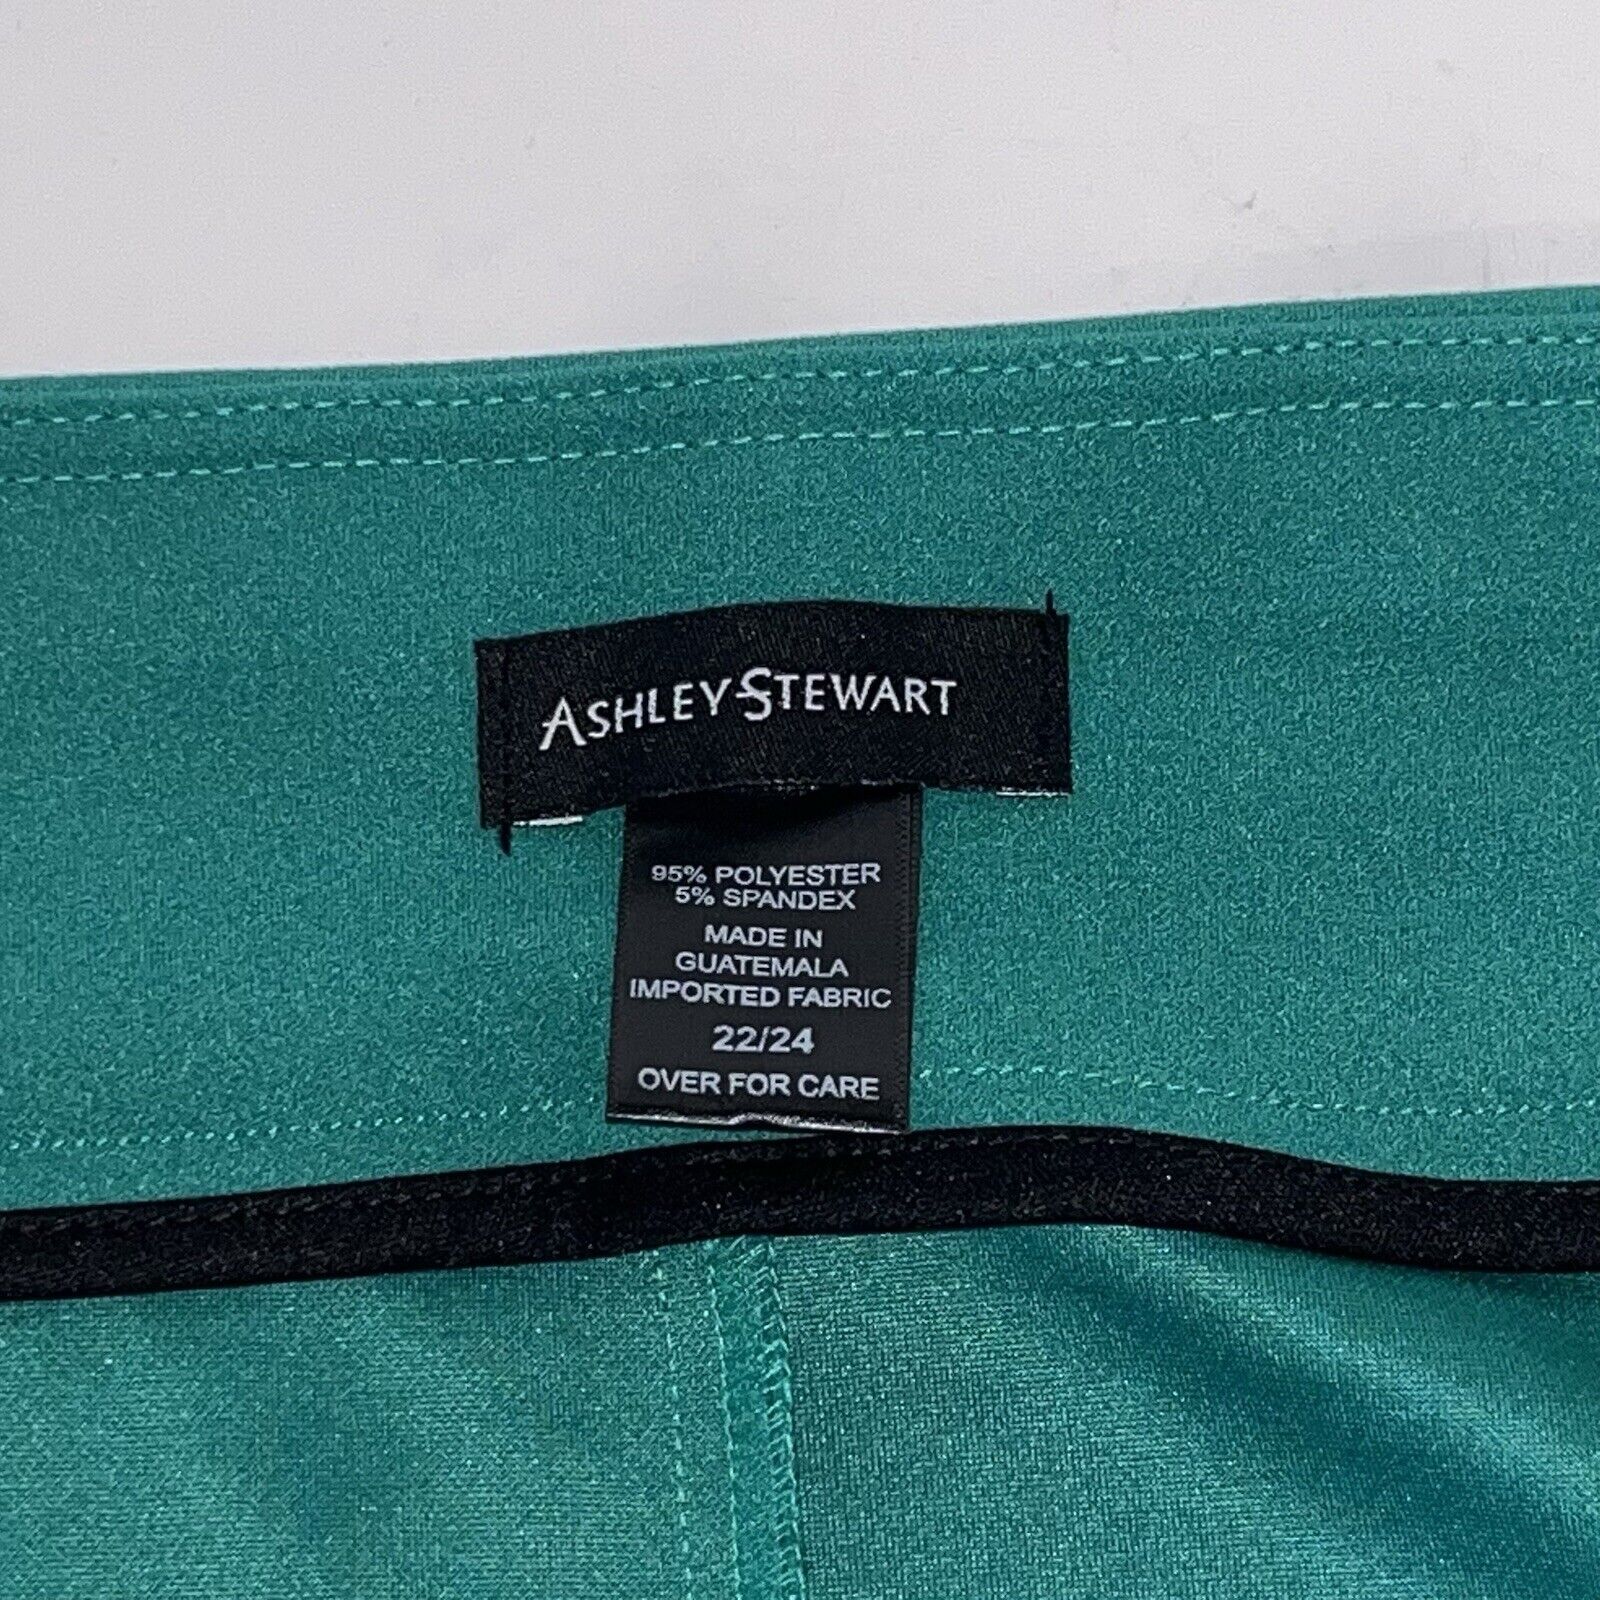 ASHLEY STEWART
95% POLYESTER
5% SPANDEX
MADE IN
GUATEMALA
IMPORTED FABRIC
22/24
OVER FOR CARE